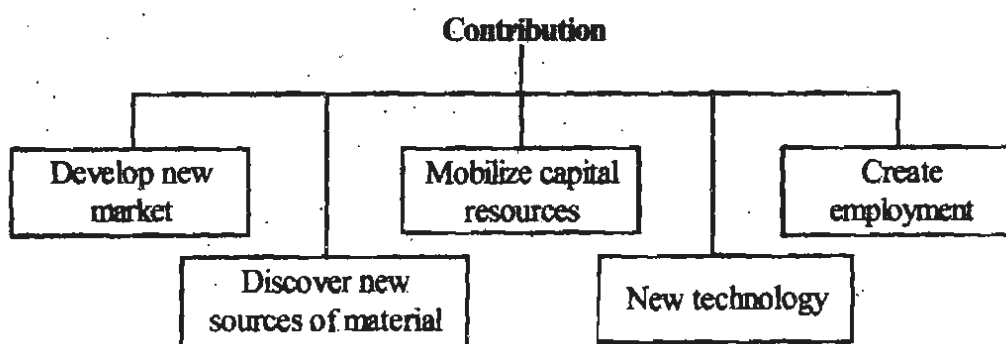 Contribution
Develop new
market
Mobilize capital
resources
Create
employment
Discover new
sources of material
New technology